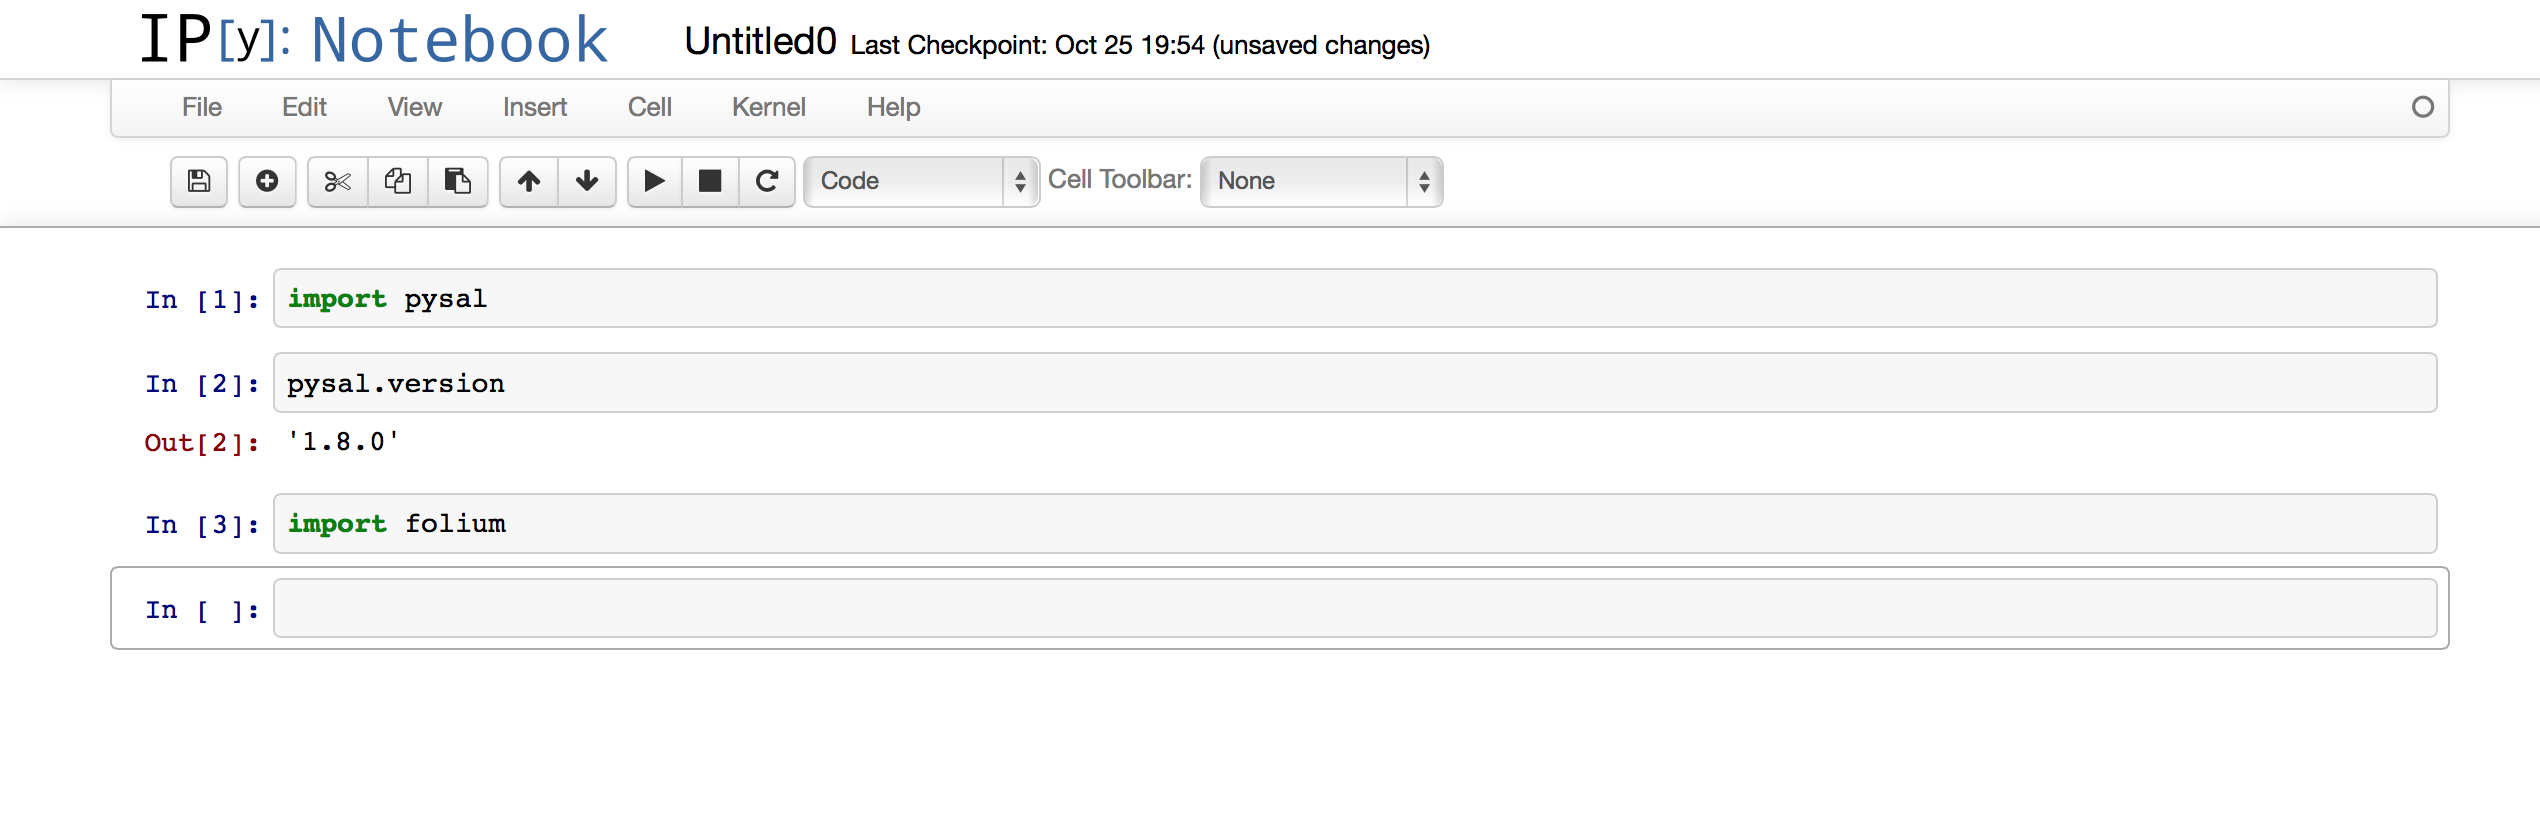 IP[y]: Notebook Untitled0 Last Checkpoint: Oct 25 19:54 (unsaved changes)
File Edit View Insert Cell Kernel Help
Code Cell Toolbar: None
In [1]: import pysal
In [2]: pysal.version
Out[2]: '1.8.0'
In [3]: import folium
In [ ]: